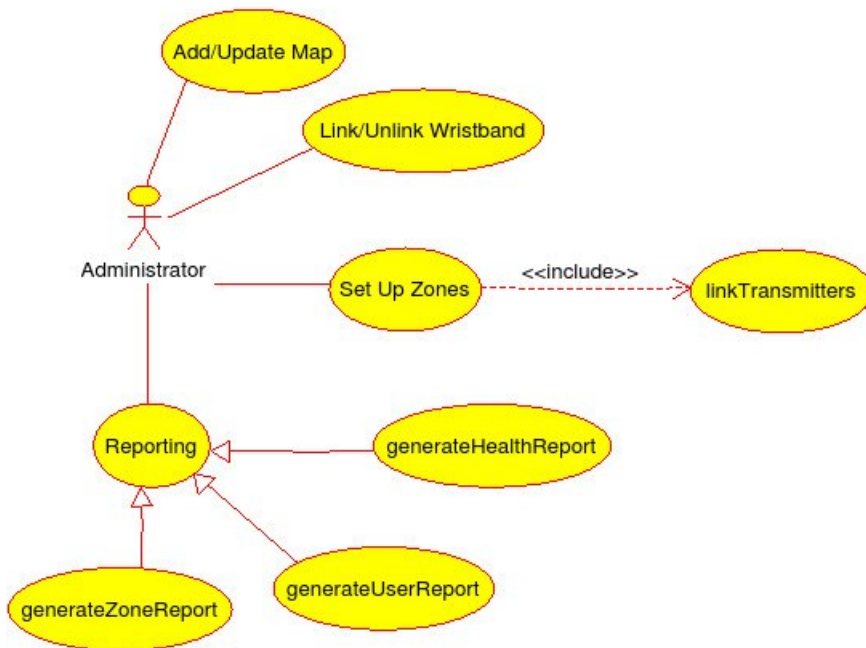 Add/Update Map
Link/Unlink Wristband
Administrator
Set Up Zones
<<include>>
linkTransmitters
Reporting
generateHealthReport
generateUserReport
generateZoneReport